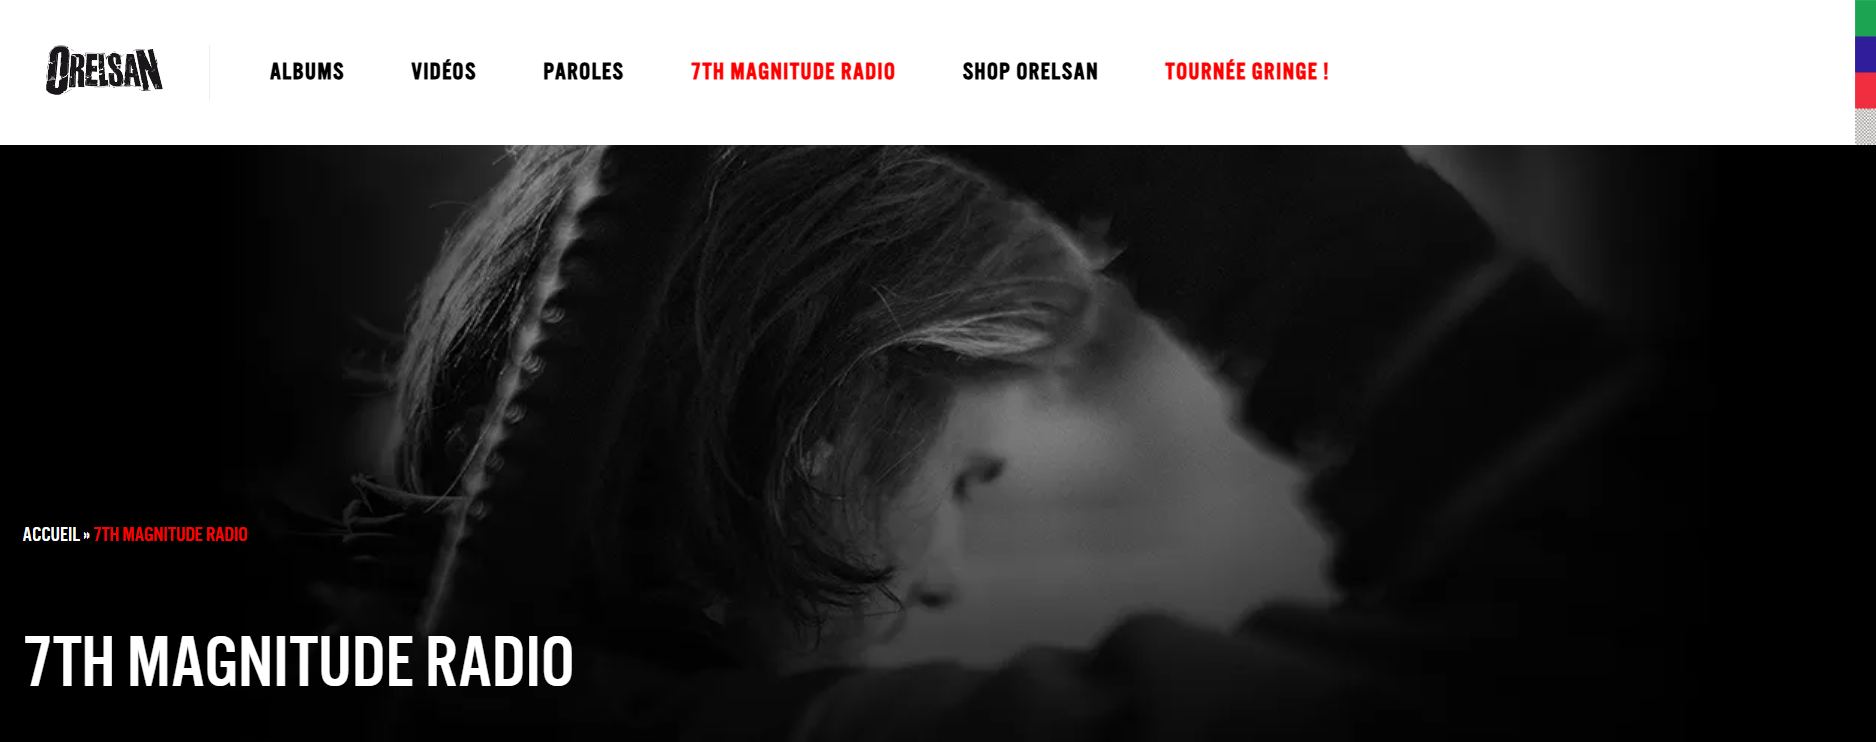 ORELSAN
ALBUMS
VIDÉOS
PAROLES
7TH MAGNITUDE RADIO
SHOP ORELSAN
TOURNÉE GRINGE !
ACCUEIL » 7TH MAGNITUDE RADIO
7TH MAGNITUDE RADIO